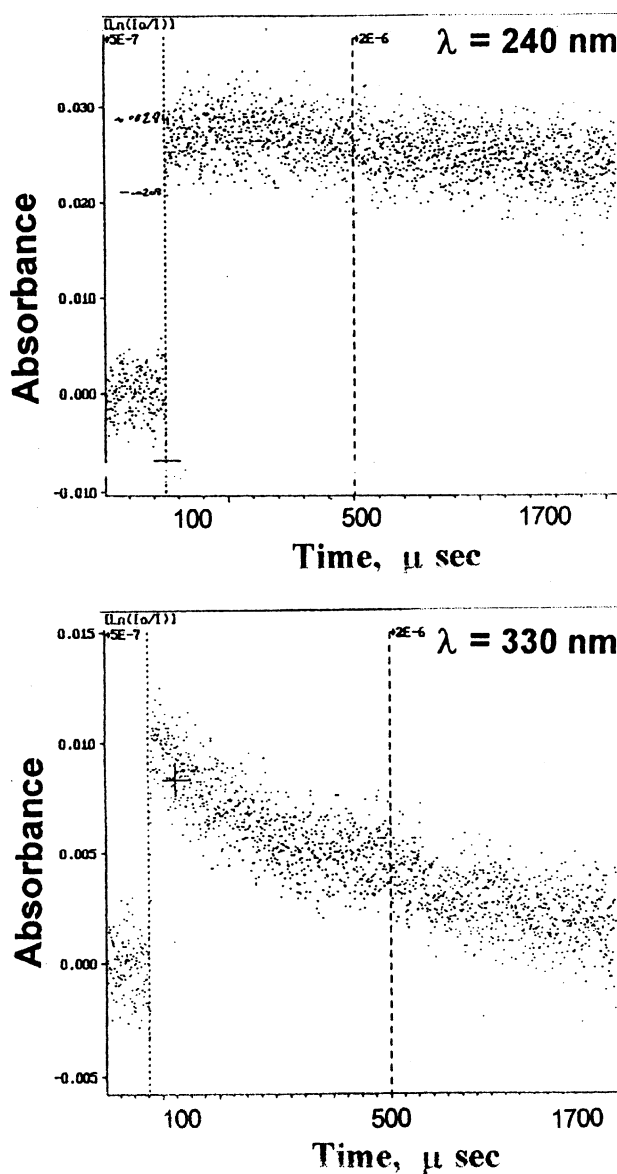 [Ln(Io/I)]
+5E-7
+2E-6
λ = 240 nm
Absorbance
0.030
0.020
0.010
0.000
-0.010
100 500 1700
Time, μ sec
[Ln(Io/I)]
+5E-7
+2E-6
λ = 330 nm
Absorbance
0.015
0.010
0.005
0.000
-0.005
100 500 1700
Time, μ sec